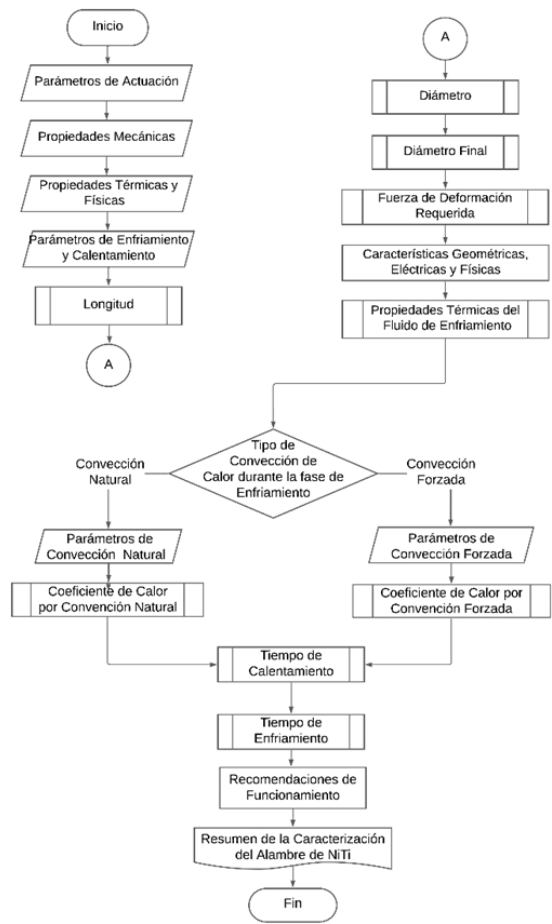 Inicio
Parámetros de Actuación
Propiedades Mecánicas
Propiedades Térmicas y
Físicas
Parámetros de Enfriamiento
y Calentamiento
Longitud
A
A
Diámetro
Diámetro Final
Fuerza de Deformación
Requerida
Características Geométricas,
Eléctricas y Físicas
Propiedades Térmicas del
Fluido de Enfriamiento
Tipo de
Convección de
Calor durante la fase de
Enfriamiento
Convección
Natural
Convección
Forzada
Parámetros de
Convección Natural
Coeficiente de Calor
por Convención Natural
Parámetros de
Convección Forzada
Coeficiente de Calor por
Convención Forzada
Tiempo de
Calentamiento
Tiempo de
Enfriamiento
Recomendaciones de
Funcionamiento
Resumen de la Caracterización
del Alambre de NiTi
Fin